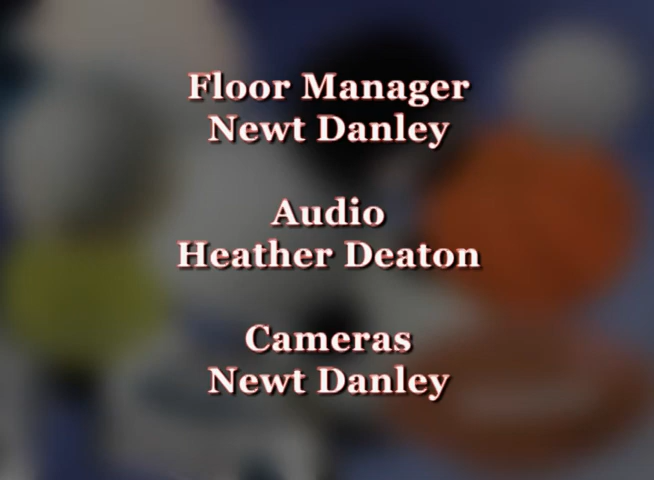 Floor Manager
Newt Danley
Audio
Heather Deaton
Cameras
Newt Danley